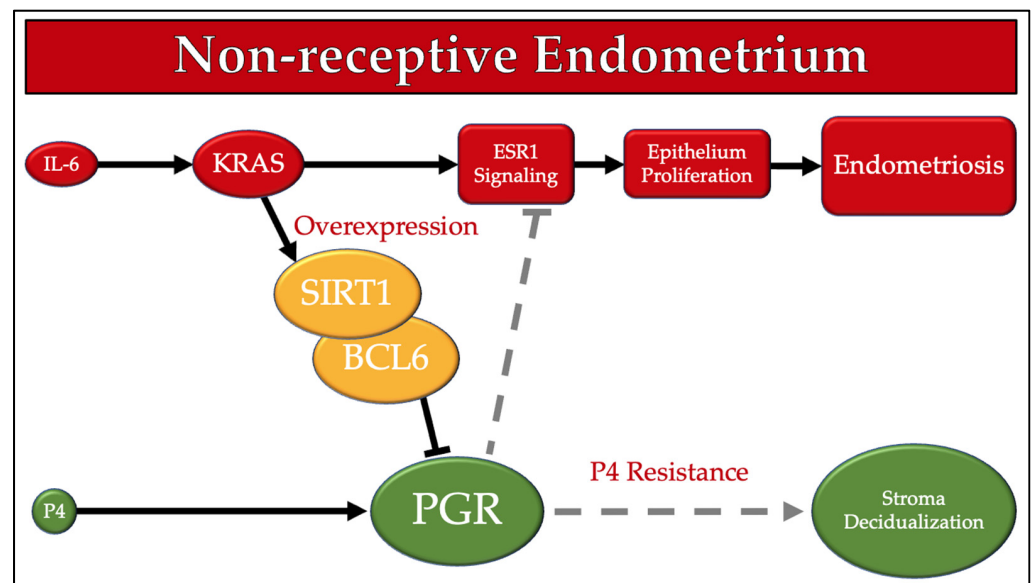 Non-receptive Endometrium
IL-6
KRAS
ESR1
Signaling
Epithelium
Proliferation
Endometriosis
Overexpression
SIRT1
BCL6
P4
PGR
P4 Resistance
Stroma
Decidualization